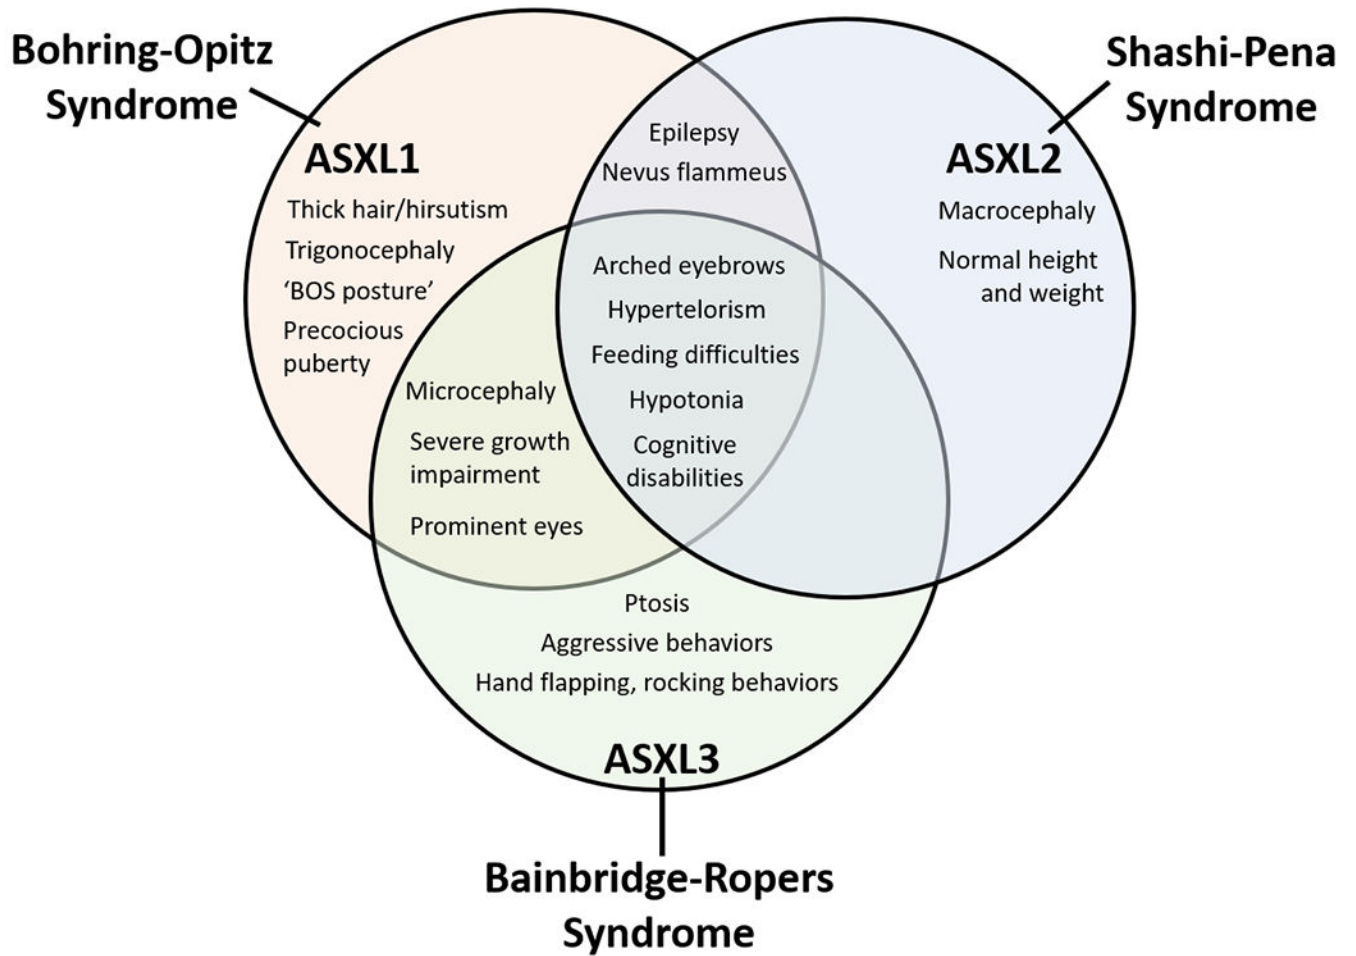 Bohring-Opitz
Syndrome
Shashi-Pena
Syndrome
ASXL1
Thick hair/hirsutism
Trigonocephaly
‘BOS posture’
Precocious
puberty
Epilepsy
Nevus flammeus
ASXL2
Macrocephaly
Normal height
and weight
Arched eyebrows
Hypertelorism
Feeding difficulties
Hypotonia
Cognitive
disabilities
Microcephaly
Severe growth
impairment
Prominent eyes
Ptosis
Aggressive behaviors
Hand flapping, rocking behaviors
ASXL3
Bainbridge-Ropers
Syndrome